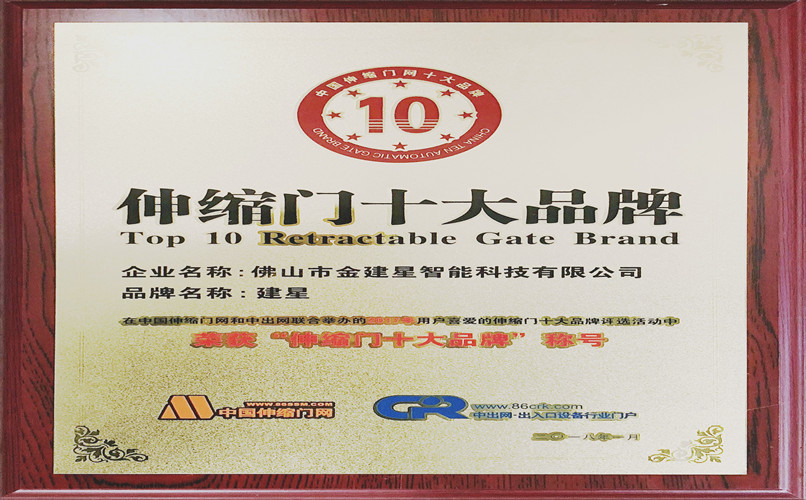 中国伸缩门网十大品牌
10
CHINA TEN AUTOMATIC GATE BRAND
伸缩门十大品牌
Top 10 Retractable Gate Brand
企业名称:佛山市金建星智能科技有限公司
品牌名称:建星
在中国伸缩门网和中出网联合举办的2017年用户喜爱的伸缩门十大品牌评选活动中
荣获“伸缩门十大品牌”称号
中国伸缩门网
www.86crk.com
中出网·出入口设备行业门户
二〇一八年一月